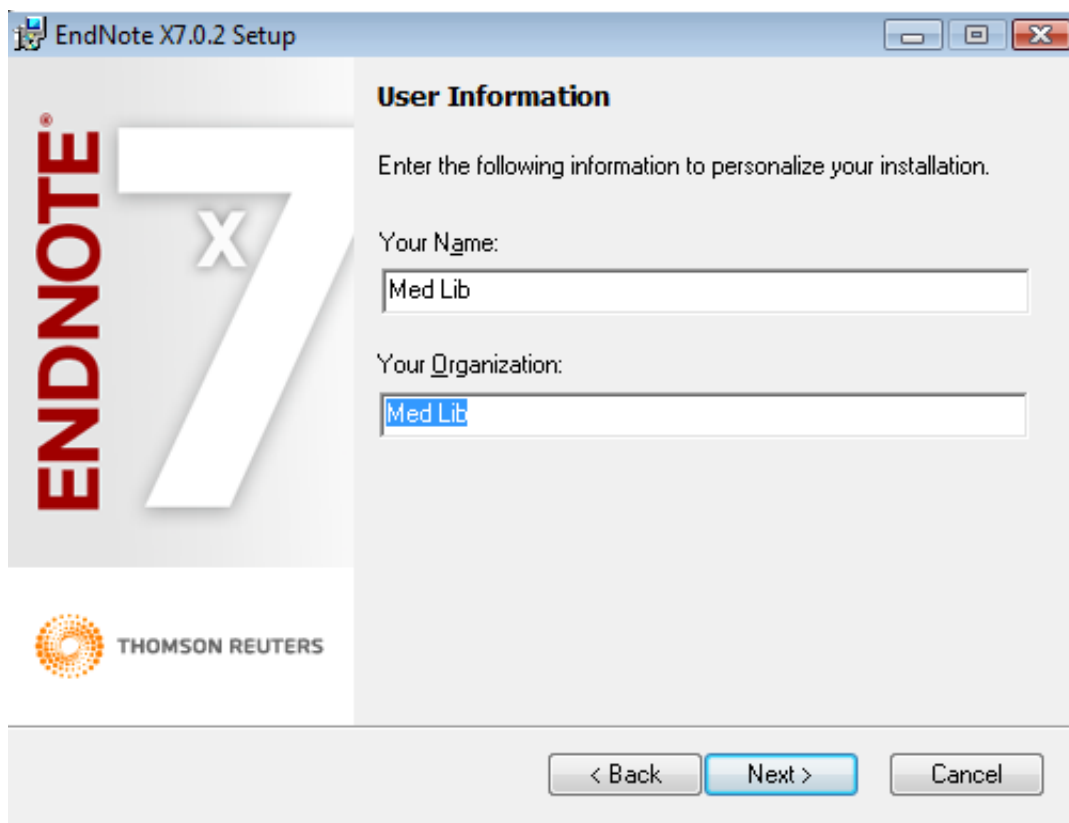 EndNote X7.0.2 Setup
ENDNOTE®
X7
THOMSON REUTERS
User Information
Enter the following information to personalize your installation.
Your Name:
Med Lib
Your Organization:
Med Lib
< Back
Next >
Cancel